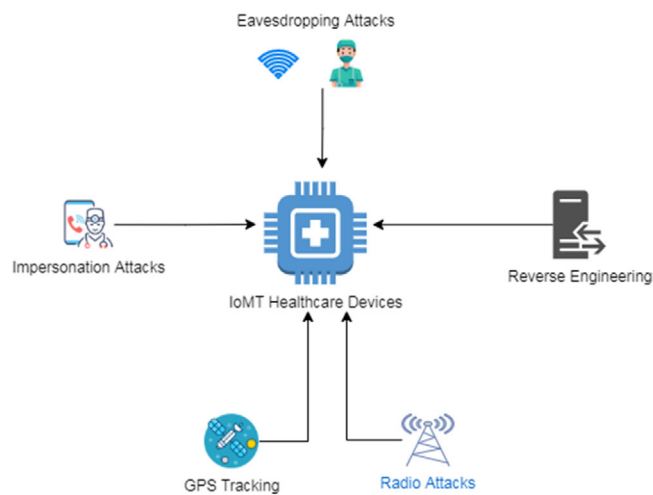 Eavesdropping Attacks
Impersonation Attacks
IoMT Healthcare Devices
Reverse Engineering
GPS Tracking
Radio Attacks